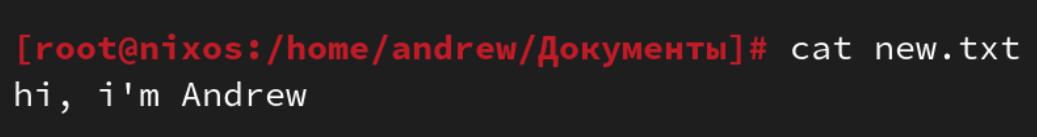 [root@nixos:/home/andrew/Документы]# cat new.txt
hi, i'm Andrew